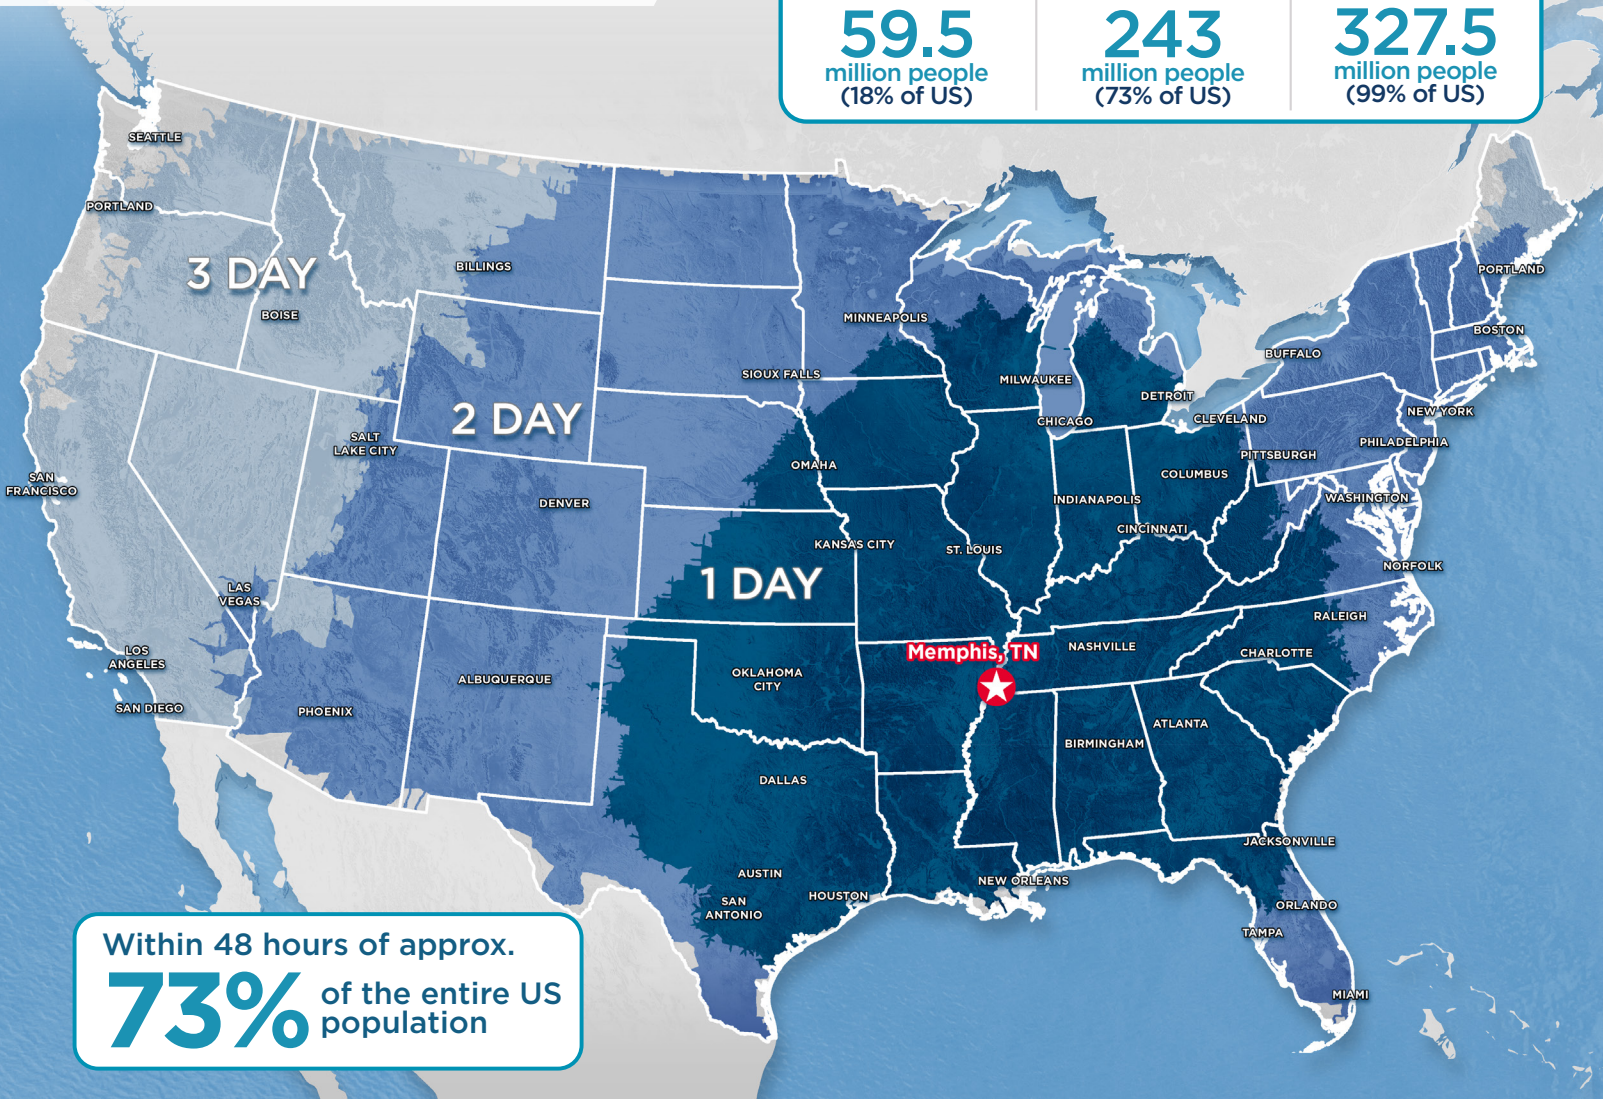 59.5
million people
(18% of US)
243
million people
(73% of US)
327.5
million people
(99% of US)
SEATTLE
PORTLAND
3 DAY
BOISE
BILLINGS
MINNEAPOLIS
SIOUX FALLS
MILWAUKEE
DETROIT
BUFFALO
PORTLAND
BOSTON
2 DAY
CHICAGO
CLEVELAND
NEW YORK
SALT
LAKE CITY
PHILADELPHIA
PITTSBURGH
OMAHA
COLUMBUS
SAN
FRANCISCO
DENVER
INDIANAPOLIS
WASHINGTON
CINCINNATI
KANSAS CITY
ST. LOUIS
NORFOLK
1 DAY
LAS
VEGAS
RALEIGH
LOS
ANGELES
Memphis, TN
NASHVILLE
CHARLOTTE
OKLAHOMA
CITY
ALBUQUERQUE
SAN DIEGO
PHOENIX
ATLANTA
BIRMINGHAM
DALLAS
JACKSONVILLE
AUSTIN
NEW ORLEANS
HOUSTON
SAN
ANTONIO
ORLANDO
TAMPA
MIAMI
Within 48 hours of approx.
73%
of the entire US
population